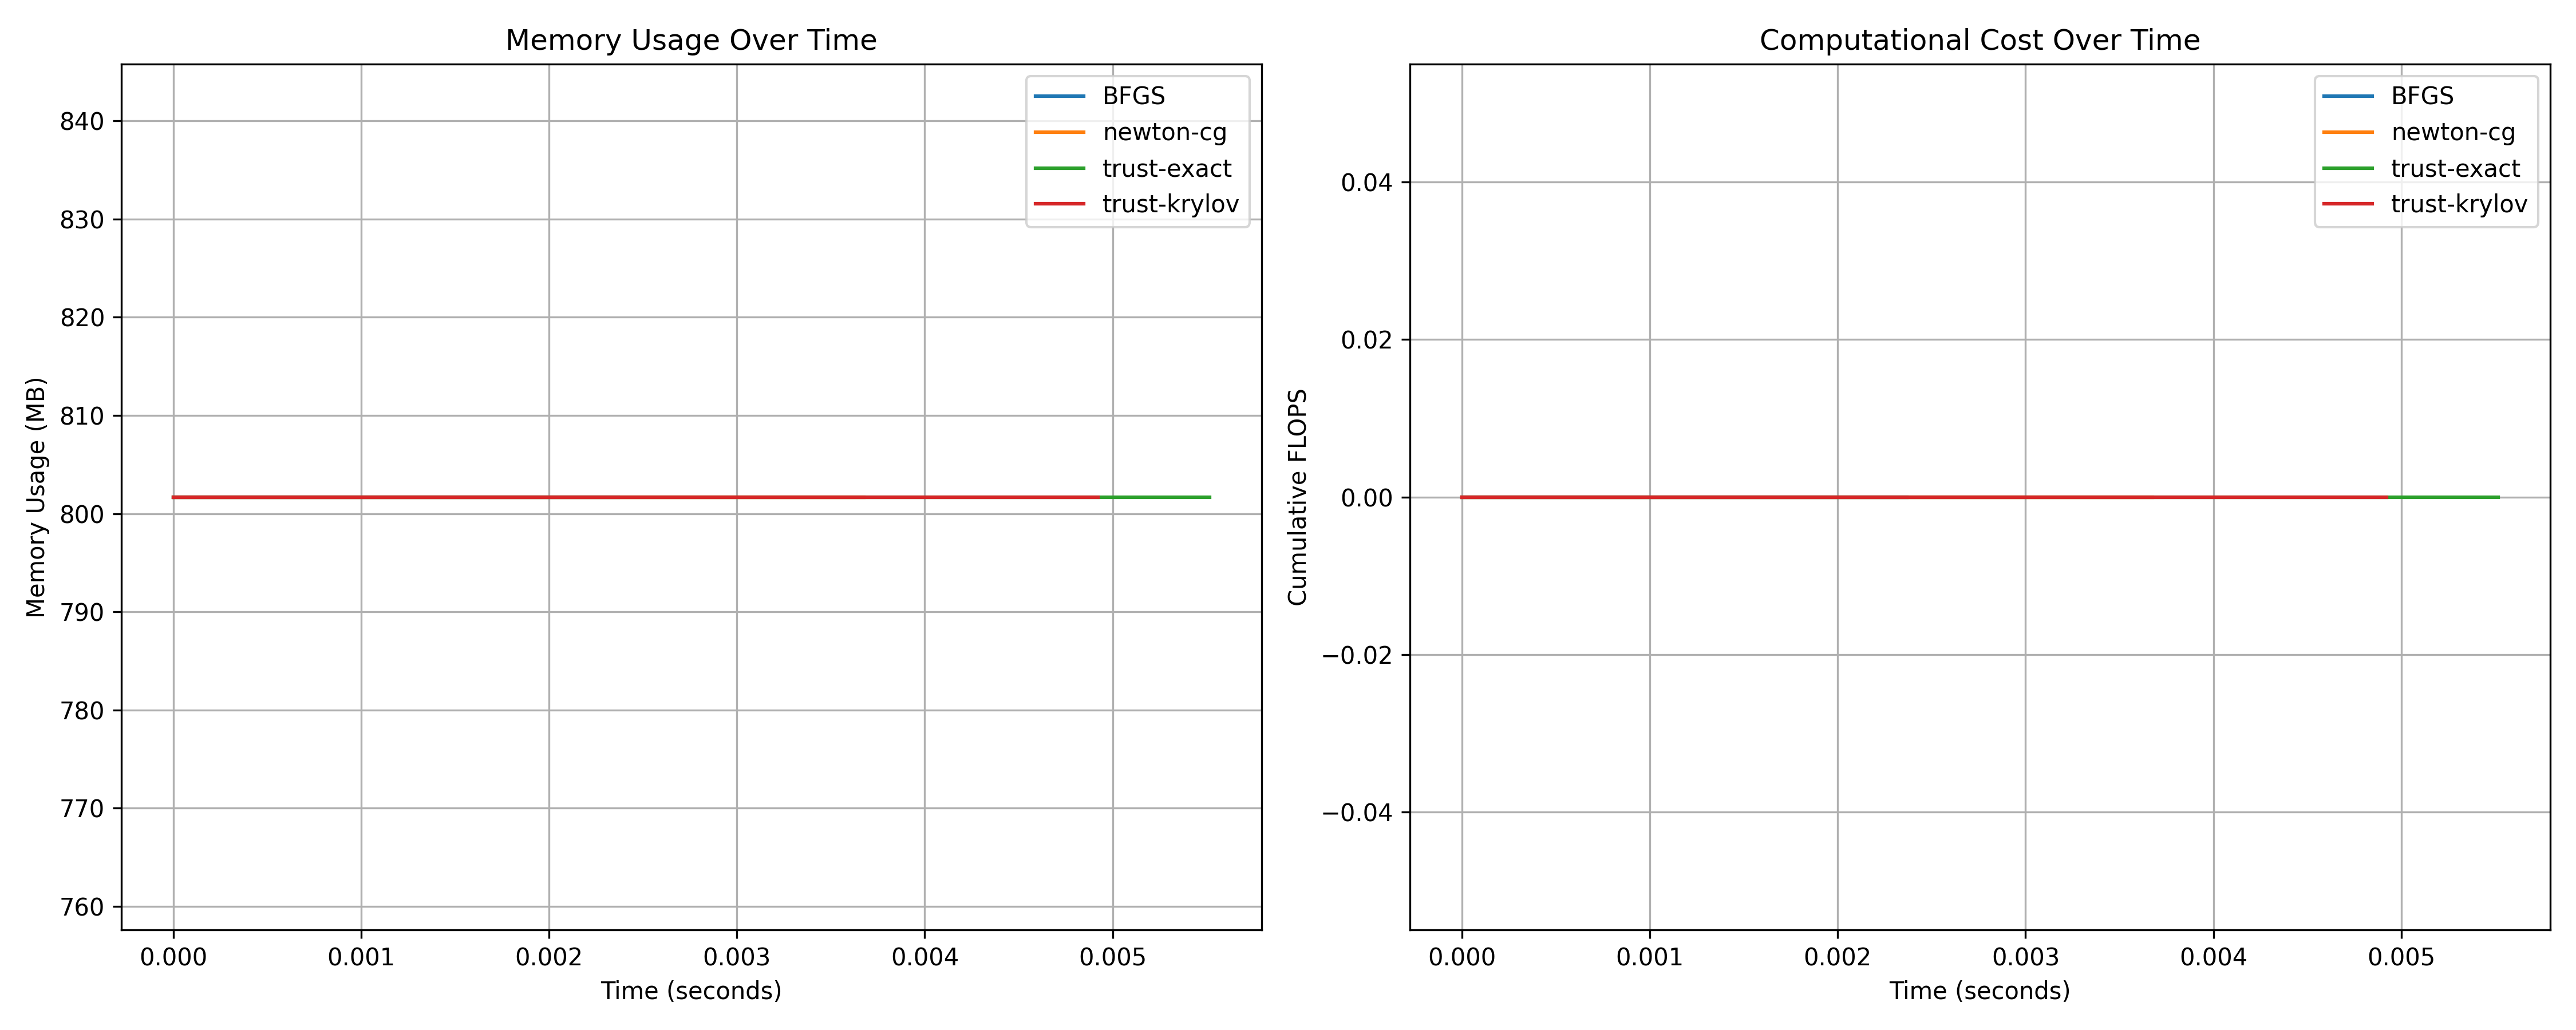 Memory Usage Over Time
Memory Usage (MB)
840
830
820
810
800
790
780
770
760
0.000 0.001 0.002 0.003 0.004 0.005
Time (seconds)
BFGS
newton-cg
trust-exact
trust-krylov
Computational Cost Over Time
Cumulative FLOPS
0.04
0.02
0.00
−0.02
−0.04
0.000 0.001 0.002 0.003 0.004 0.005
Time (seconds)
BFGS
newton-cg
trust-exact
trust-krylov